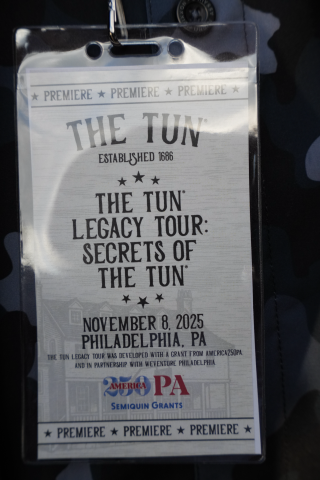 ★ PREMIERE ★ PREMIERE ★ PREMIERE ★
THE TUN®
ESTABLISHED 1686
THE TUN®
LEGACY TOUR:
SECRETS OF
THE TUN®
NOVEMBER 8, 2025
PHILADELPHIA, PA
THE TUN LEGACY TOUR WAS DEVELOPED WITH A GRANT FROM AMERICA250PA
AND IN PARTNERSHIP WITH WEVENTURE PHILADELPHIA
AMERICA 250PA
SEMIQUIN GRANTS
★ PREMIERE ★ PREMIERE ★ PREMIERE ★